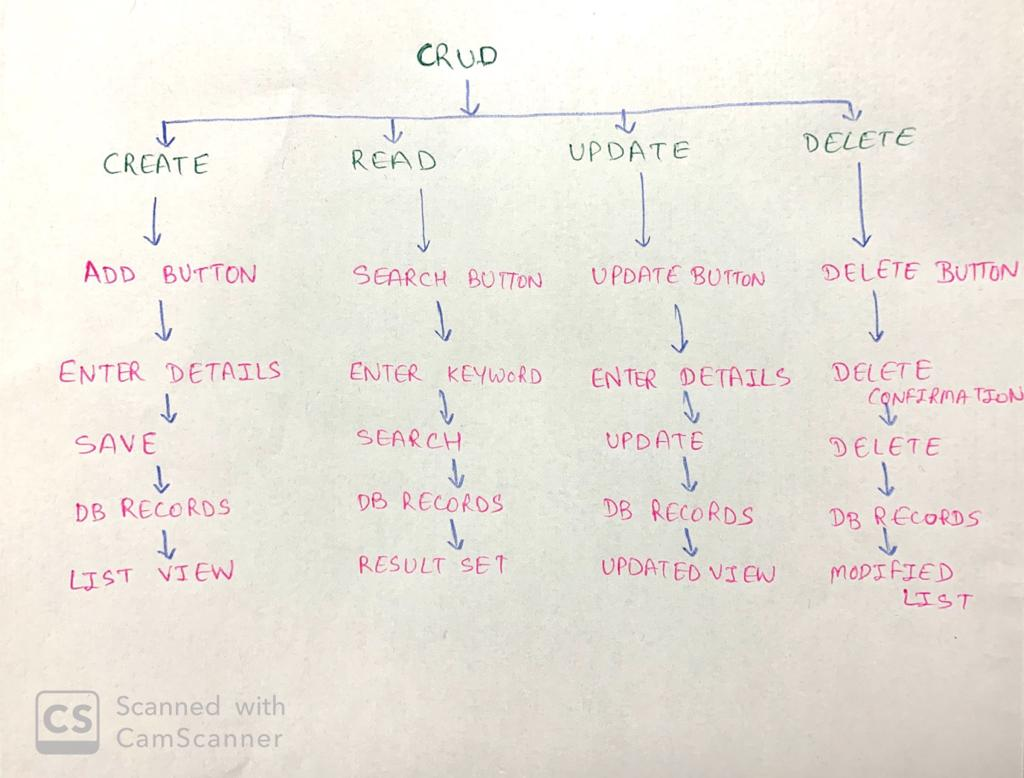 CRUD
CREATE READ UPDATE DELETE
ADD BUTTON SEARCH BUTTON UPDATE BUTTON DELETE BUTTON
ENTER DETAILS ENTER KEYWORD ENTER DETAILS DELETE
CONFIRMATION
SAVE SEARCH UPDATE DELETE
DB RECORDS DB RECORDS DB RECORDS DB RECORDS
LIST VIEW RESULT SET UPDATED VIEW MODIFIED
LIST
CS Scanned with
CamScanner